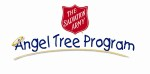 THE
SALVATION
ARMY
Angel Tree Program